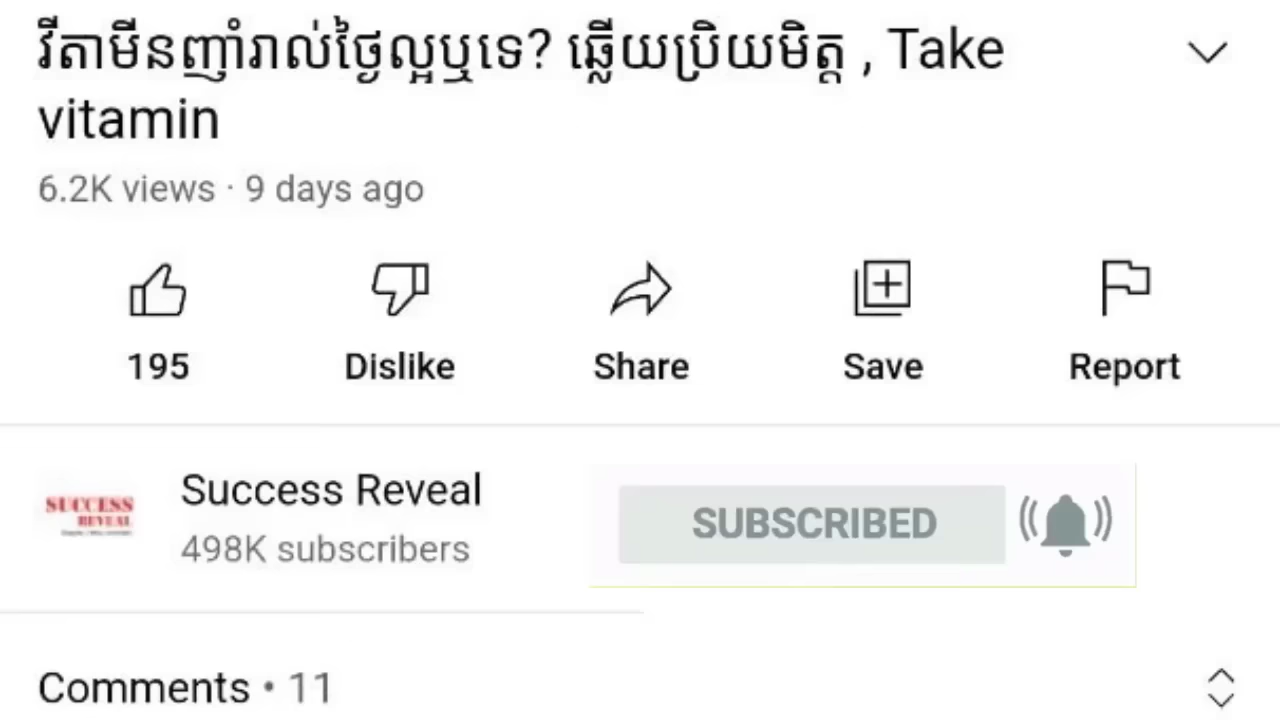 វីតាមីនញ៉ាំរាល់ថ្ងៃល្អឬទេ? ឆ្លើយប្រិយមិត្ត , Take
vitamin
6.2K views · 9 days ago
195 Dislike Share Save Report
SUCCESS
REVEAL
Success Reveal
498K subscribers
SUBSCRIBED
Comments • 11